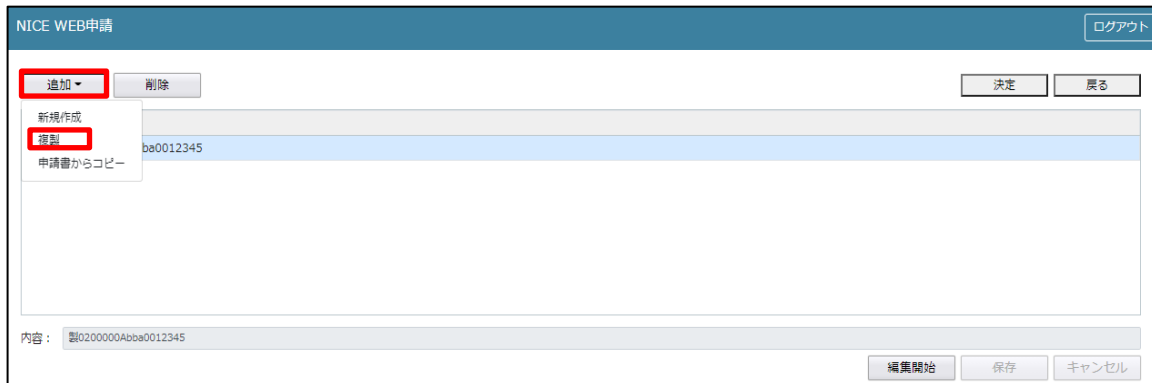 NICE WEB申請
ログアウト
追加
削除
決定
戻る
新規作成
複製
ba0012345
申請書からコピー
内容： 製0200000Abba0012345
編集開始
保存
キャンセル